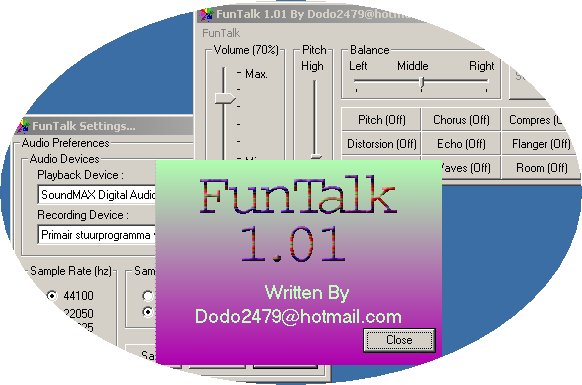 FunTalk 1.01 By Dodo2479@hotm
FunTalk
Volume (70%)
Max.
Pitch
High
Balance
Left Middle Right
Pitch (Off) Chorus (Off) Compres (O
Distorsion (Off) Echo (Off) Flanger (Off)
Waves (Off) Room (Off)
FunTalk Settings...
Audio Preferences
Audio Devices
Playback Device :
SoundMAX Digital Audio
Recording Device :
Primair stuurprogramma
Sample Rate (hz)
44100
22050
FunTalk
1.01
Written By
Dodo2479@hotmail.com
Close